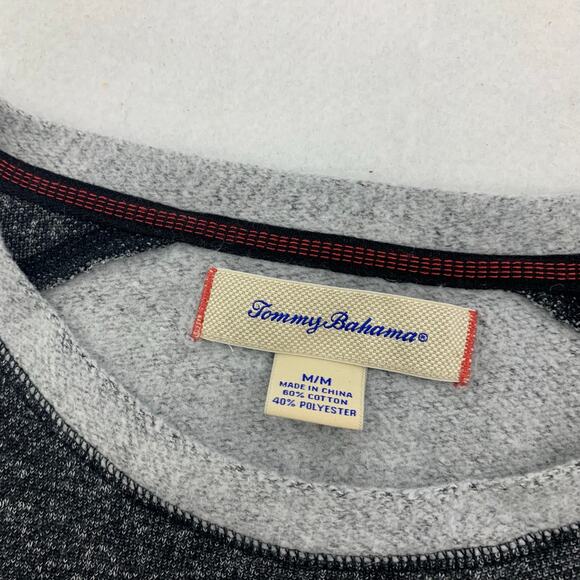 Tommy Bahama®
M/M
MADE IN CHINA
60% COTTON
40% POLYESTER